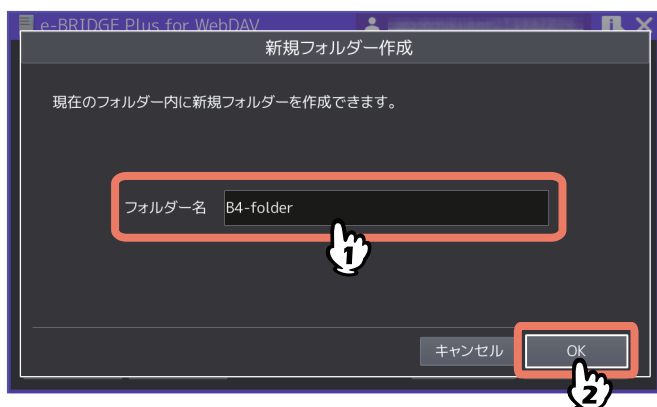 e-BRIDGE Plus for WebDAV
新規フォルダー作成
現在のフォルダー内に新規フォルダーを作成できます。
フォルダー名 B4-folder
1
キャンセル OK
2